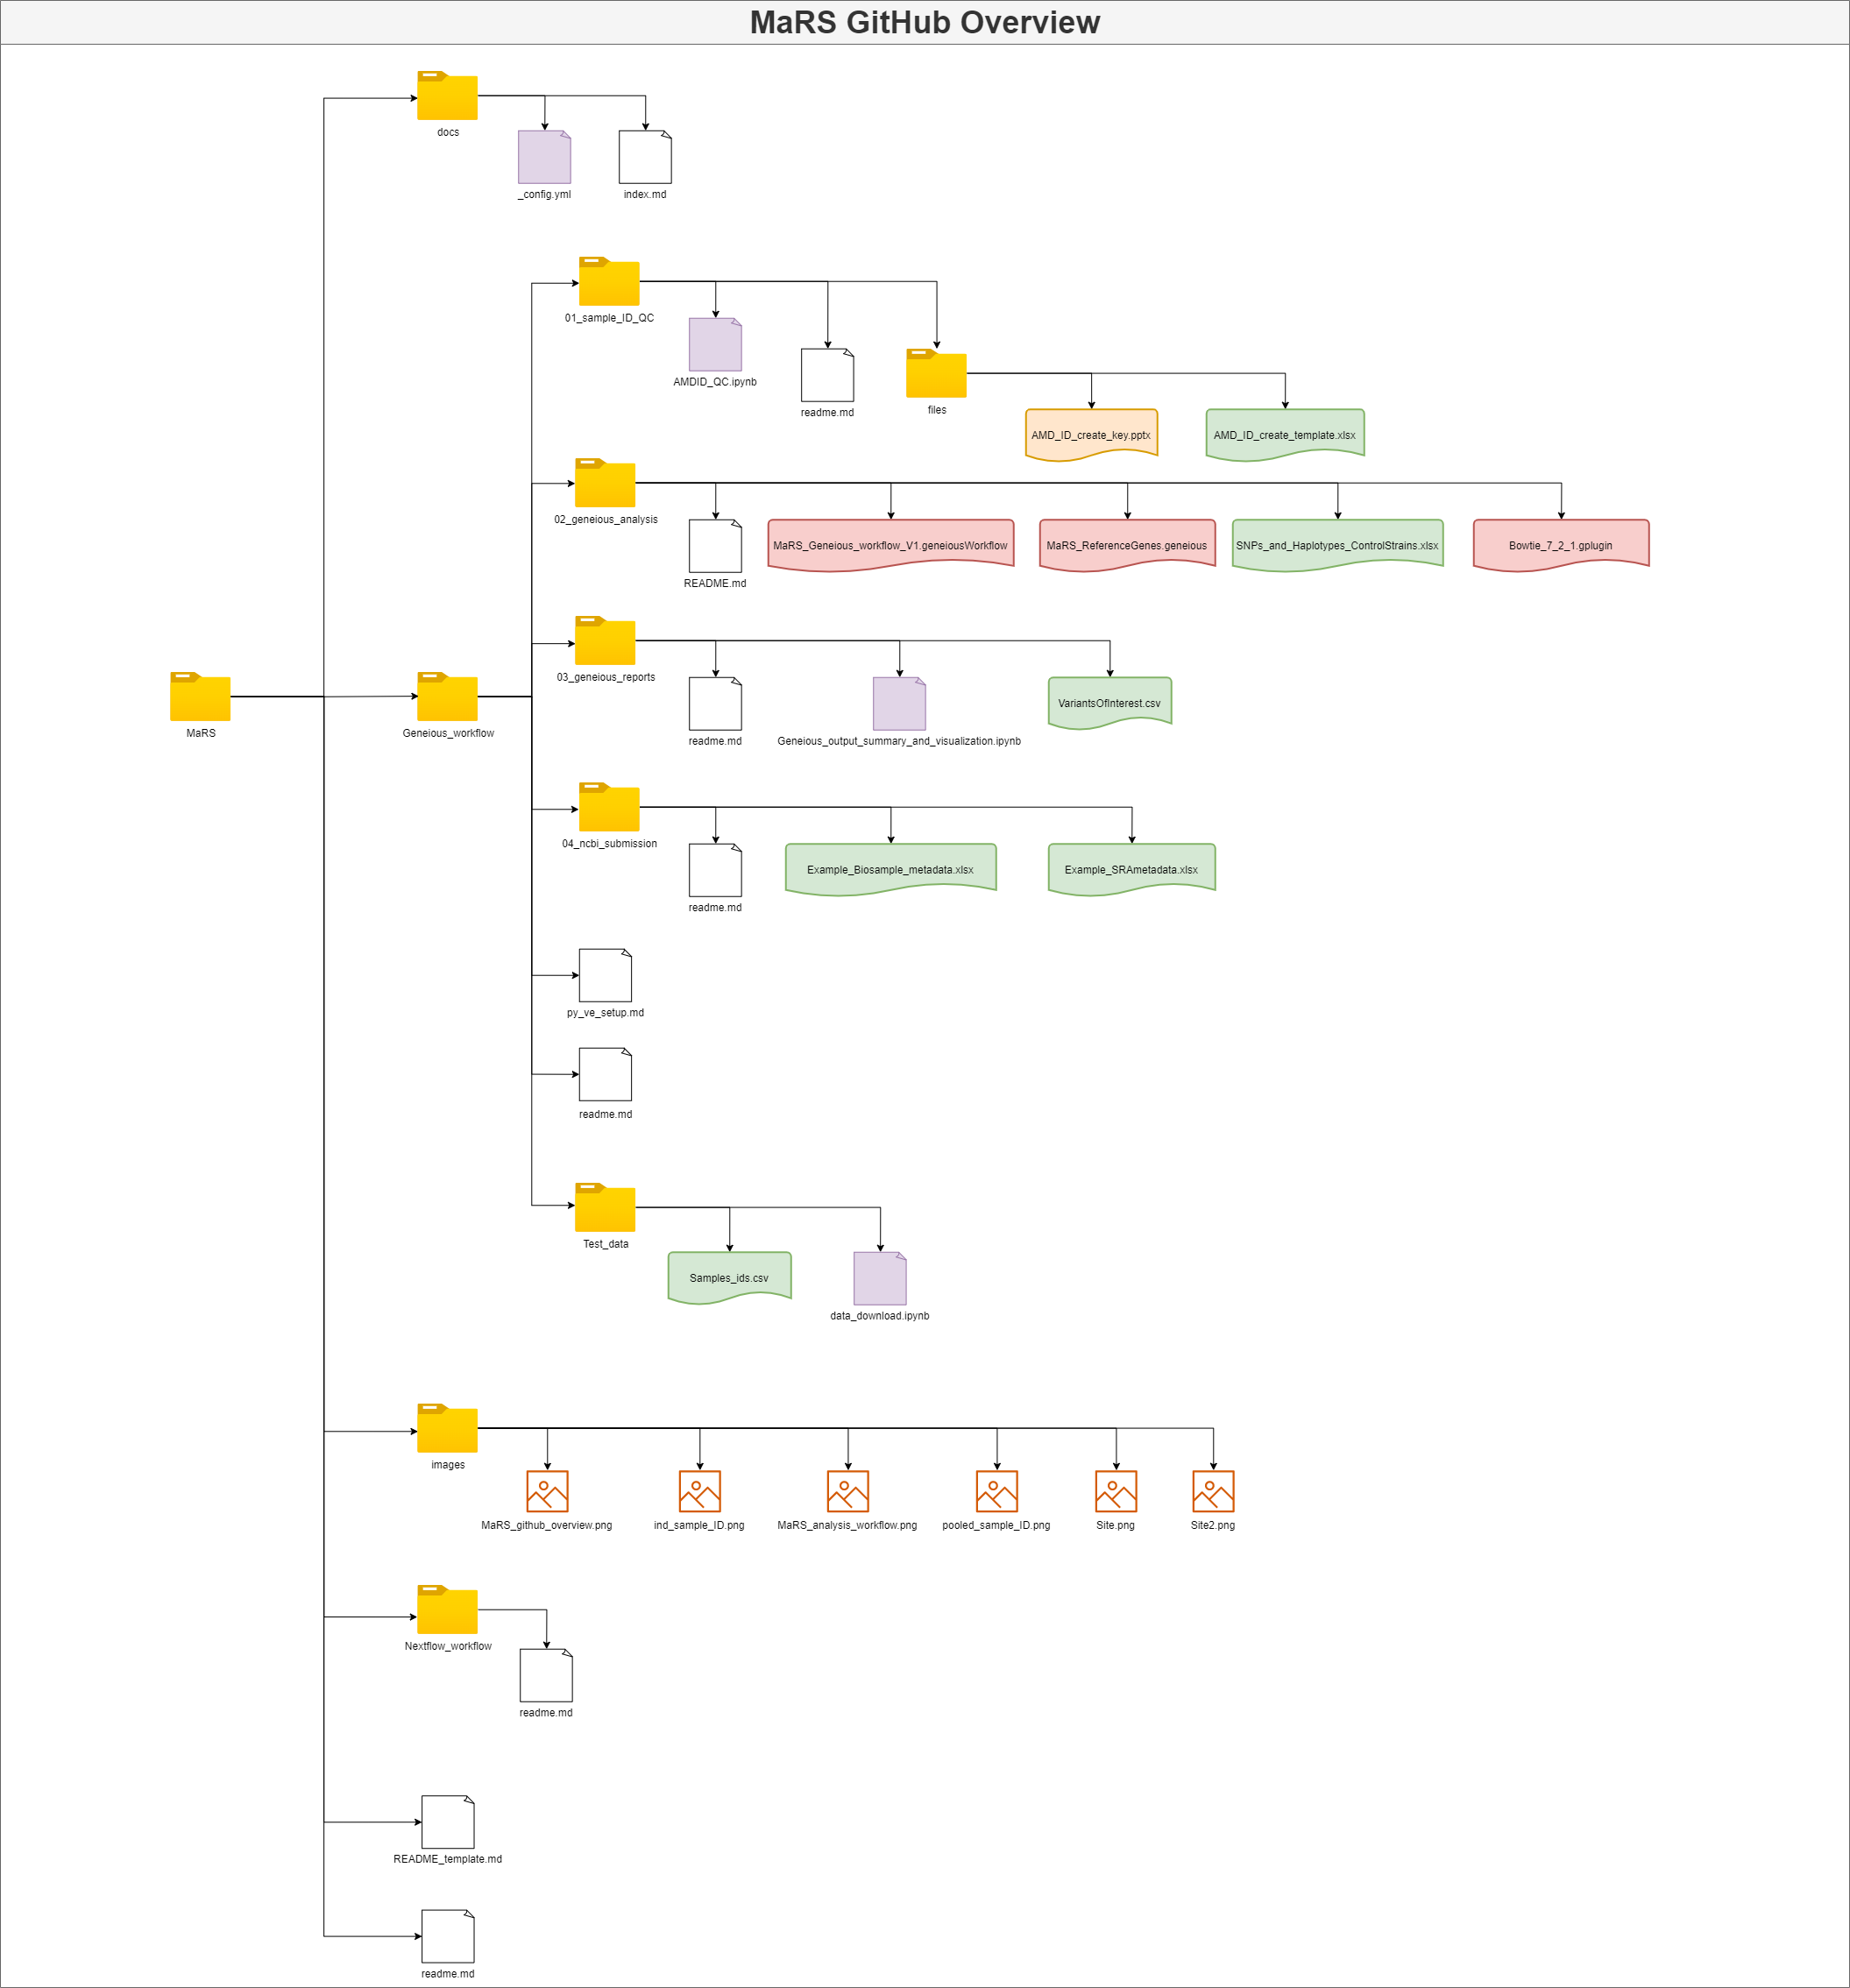 MaRS GitHub Overview
docs
_config.yml
index.md
01_sample_ID_QC
AMDID_QC.ipynb
readme.md
files
AMD_ID_create_key.pptx
AMD_ID_create_template.xlsx
02_geneious_analysis
README.md
MaRS_Geneious_workflow_V1.geneiousWorkflow
MaRS_ReferenceGenes.geneious
SNPs_and_Haplotypes_ControlStrains.xlsx
Bowtie_7_2_1.gplugin
03_geneious_reports
readme.md
Geneious_output_summary_and_visualization.ipynb
VariantsOfInterest.csv
MaRS
Geneious_workflow
04_ncbi_submission
readme.md
Example_Biosample_metadata.xlsx
Example_SRAmetadata.xlsx
py_ve_setup.md
readme.md
Test_data
Samples_ids.csv
data_download.ipynb
images
MaRS_github_overview.png
ind_sample_ID.png
MaRS_analysis_workflow.png
pooled_sample_ID.png
Site.png
Site2.png
Nextflow_workflow
readme.md
README_template.md
readme.md